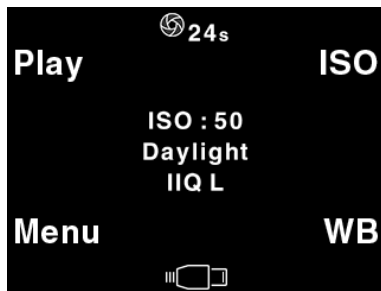 24s
Play
ISO
ISO : 50
Daylight
IIQ L
Menu
WB